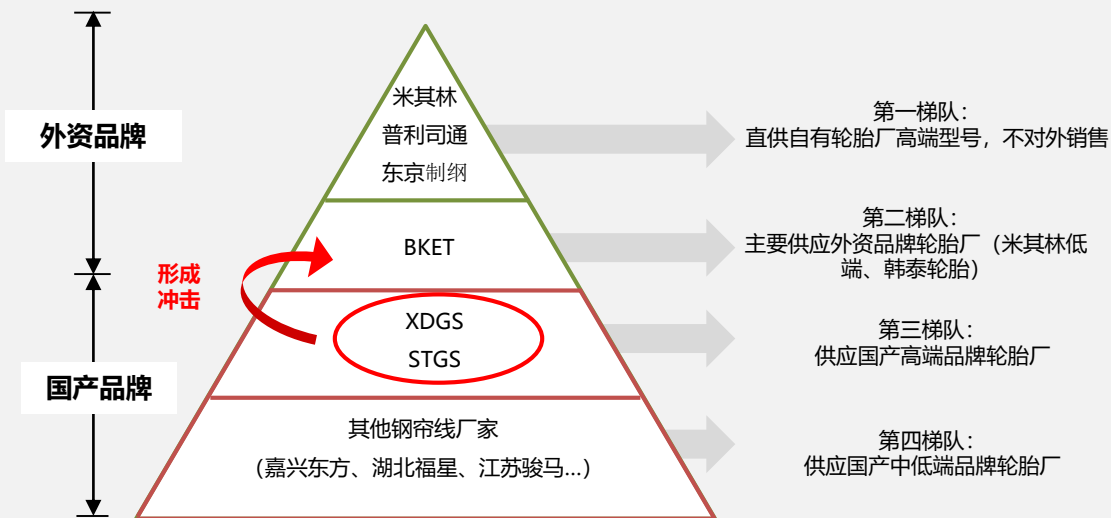 外资品牌
国产品牌
形成
冲击
米其林
普利司通
东京制纲
BKET
XDGS
STGS
其他钢帘线厂家
（嘉兴东方、湖北福星、江苏骏马...）
第一梯队：
直供自有轮胎厂高端型号，不对外销售
第二梯队：
主要供应外资品牌轮胎厂（米其林低
端、韩泰轮胎）
第三梯队：
供应国产高端品牌轮胎厂
第四梯队：
供应国产中低端品牌轮胎厂